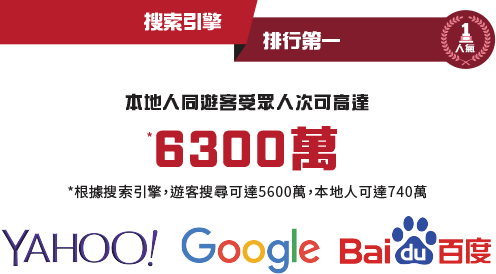 搜索引擎
排行第一
1
人氣
本地人同遊客受眾人次可高達
*6300萬
*根據搜索引擎,遊客搜尋可達5600萬,本地人可達740萬
YAHOO! Google Bai du 百度